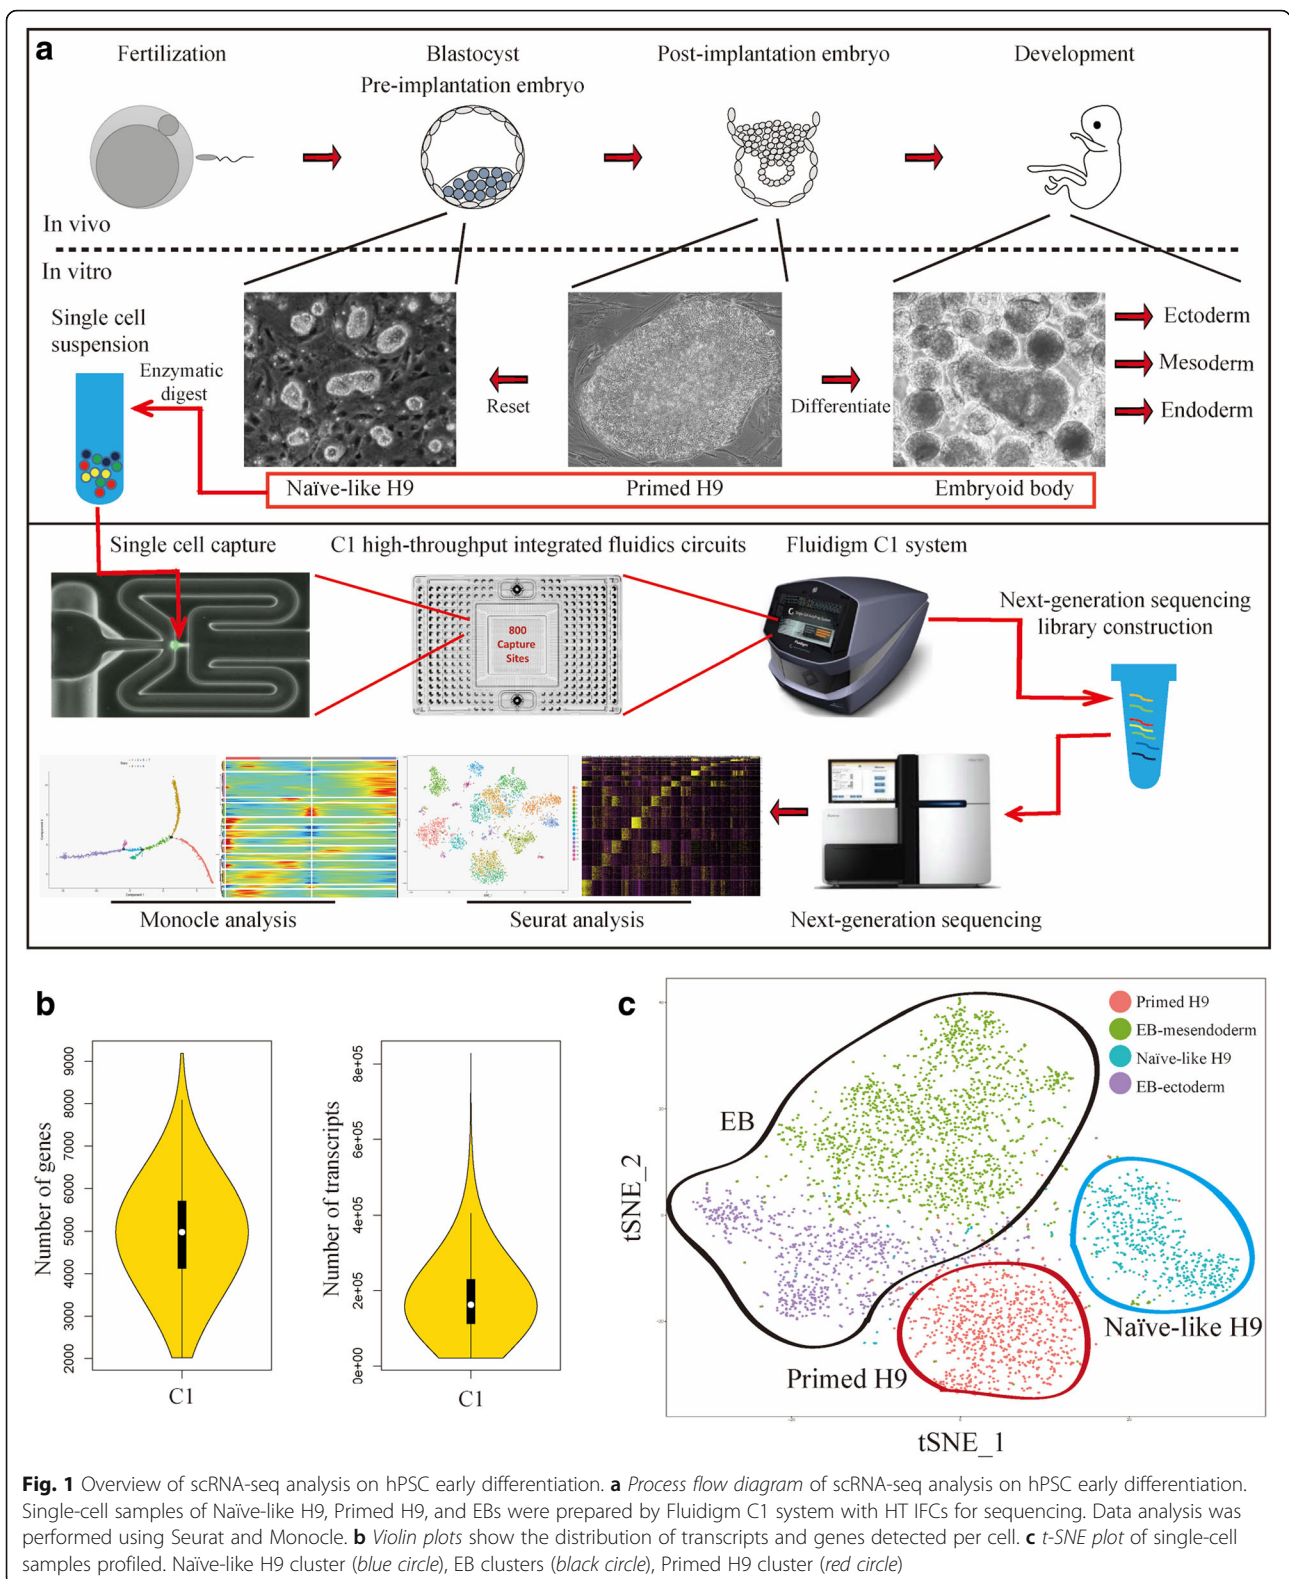 a
Fertilization
Blastocyst
Pre-implantation embryo
Post-implantation embryo
Development
In vivo
In vitro
Single cell
suspension
Enzymatic
digest
Reset
Differentiate
Ectoderm
Mesoderm
Endoderm
Naïve-like H9
Primed H9
Embryoid body
Single cell capture
C1 high-throughput integrated fluidics circuits
Fluidigm C1 system
800
Capture
Sites
Next-generation sequencing
library construction
Monocle analysis
Seurat analysis
Next-generation sequencing
b
Number of genes
2000 3000 4000 5000 6000 7000 8000 9000
C1
Number of transcripts
0e+00 2e+05 4e+05 6e+05 8e+05
C1
c
Primed H9
EB-mesendoderm
Naïve-like H9
EB-ectoderm
EB
Naïve-like H9
Primed H9
tSNE_2
tSNE_1
Fig. 1 Overview of scRNA-seq analysis on hPSC early differentiation. a Process flow diagram of scRNA-seq analysis on hPSC early differentiation.
Single-cell samples of Naïve-like H9, Primed H9, and EBs were prepared by Fluidigm C1 system with HT IFCs for sequencing. Data analysis was
performed using Seurat and Monocle. b Violin plots show the distribution of transcripts and genes detected per cell. c t-SNE plot of single-cell
samples profiled. Naïve-like H9 cluster (blue circle), EB clusters (black circle), Primed H9 cluster (red circle)